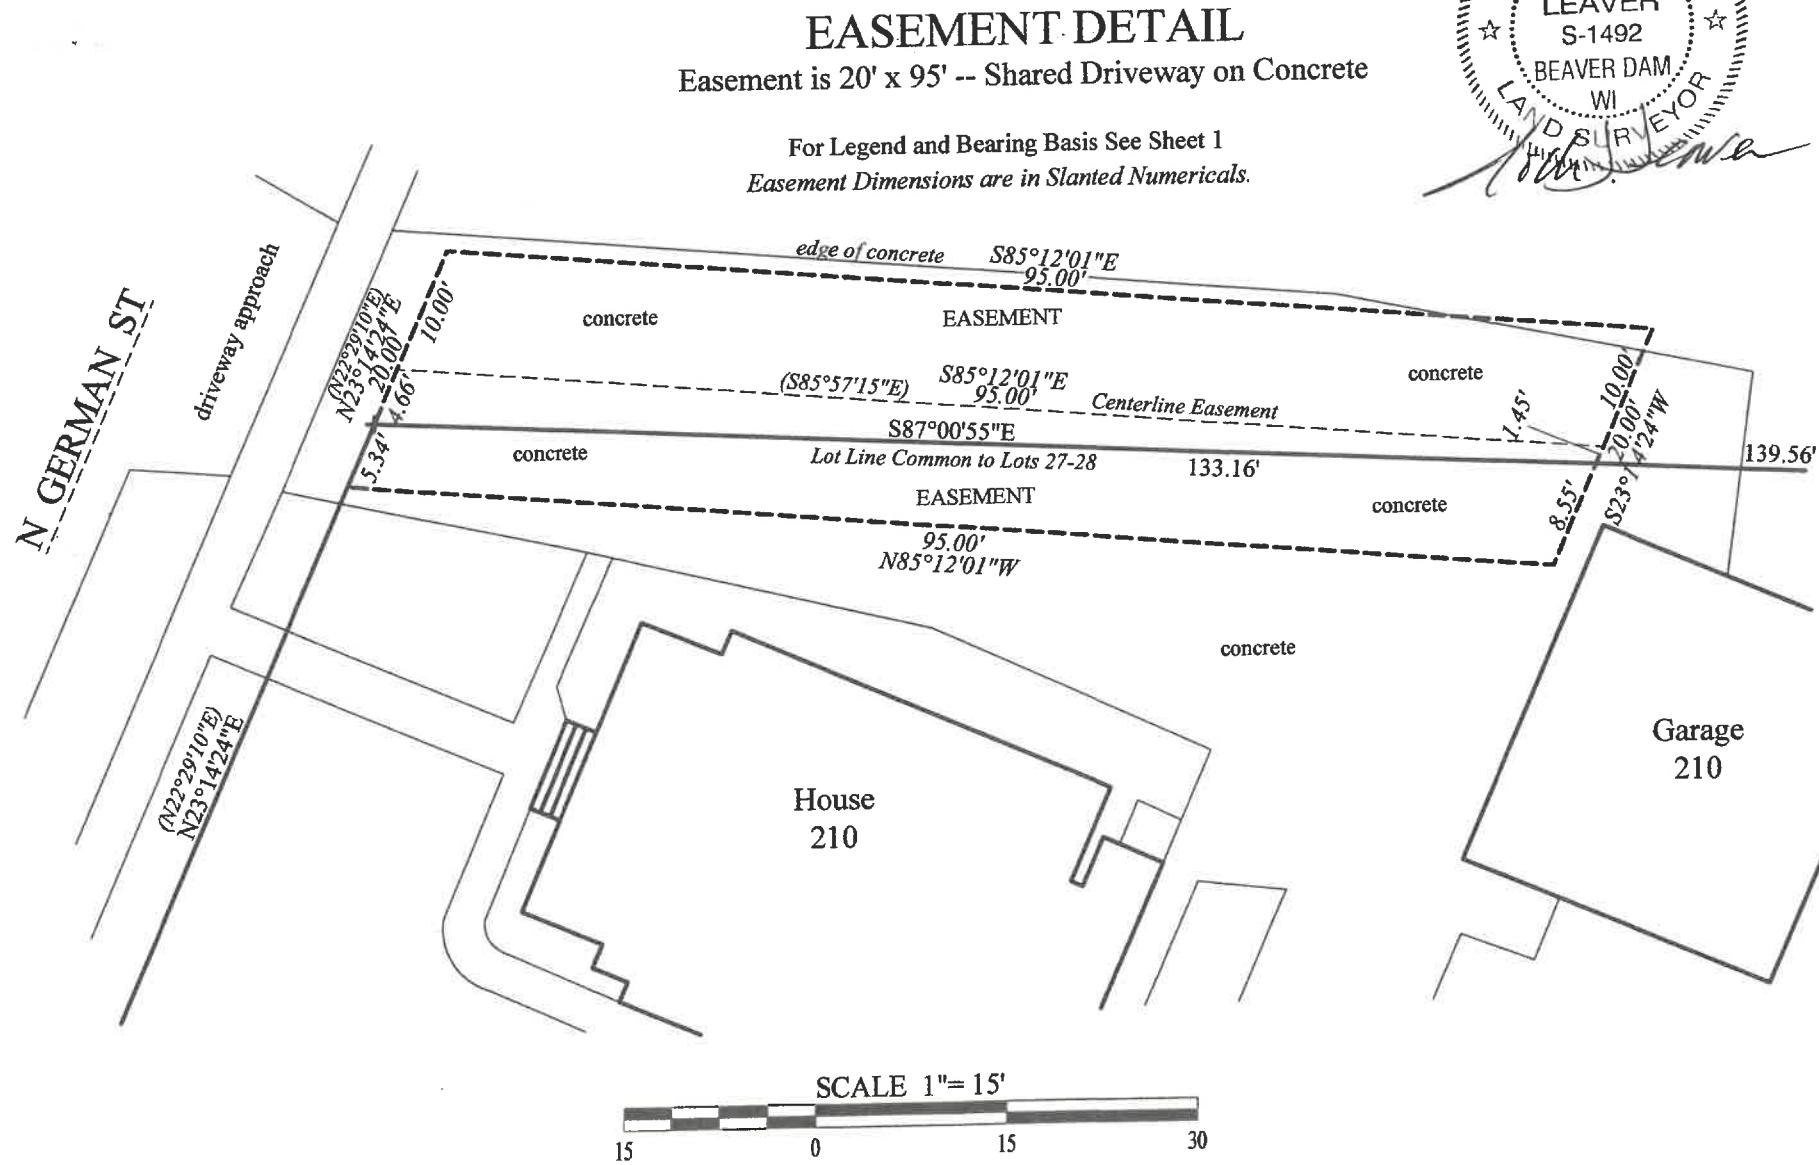 EASEMENT DETAIL
Easement is 20' x 95' -- Shared Driveway on Concrete
For Legend and Bearing Basis See Sheet 1
Easement Dimensions are in Slanted Numericals.
LEAVER
S-1492
BEAVER DAM
WI
LAND SURVEYOR
N GERMAN ST
driveway approach
edge of concrete
S85°12'01"E
95.00'
(N22°29'10"E)
N23°14'24"E
20.00'
10.00'
4.66'
5.34'
concrete
EASEMENT
concrete
(S85°57'15"E)
S85°12'01"E
95.00'
Centerline Easement
1.45'
10.00'
20.00'
S23°14'24"W
8.55'
S87°00'55"E
Lot Line Common to Lots 27-28
133.16'
139.56'
concrete
EASEMENT
concrete
95.00'
N85°12'01"W
concrete
(N22°29'10"E)
N23°14'24"E
House
210
Garage
210
SCALE 1"= 15'
15 0 15 30